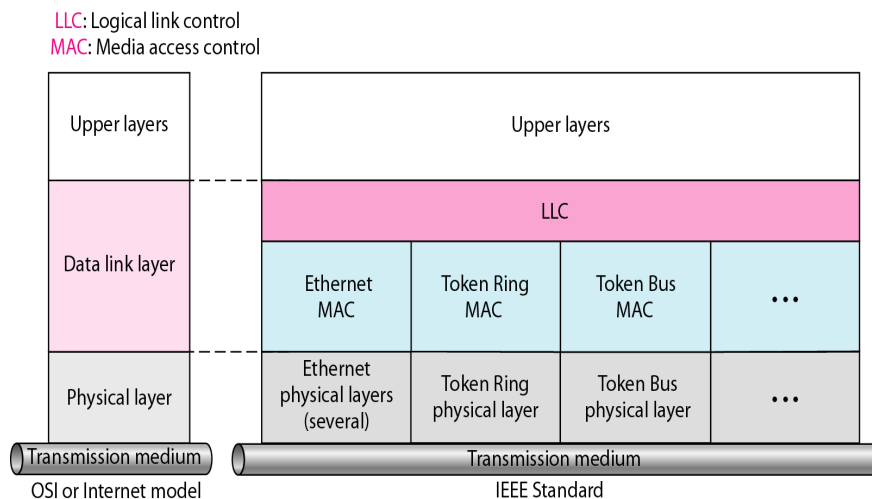 LLC: Logical link control
MAC: Media access control
Upper layers
Upper layers
LLC
Data link layer
Ethernet
MAC
Token Ring
MAC
Token Bus
MAC
•••
Physical layer
Ethernet
physical layers
(several)
Token Ring
physical layer
Token Bus
physical layer
•••
Transmission medium
Transmission medium
OSI or Internet model
IEEE Standard